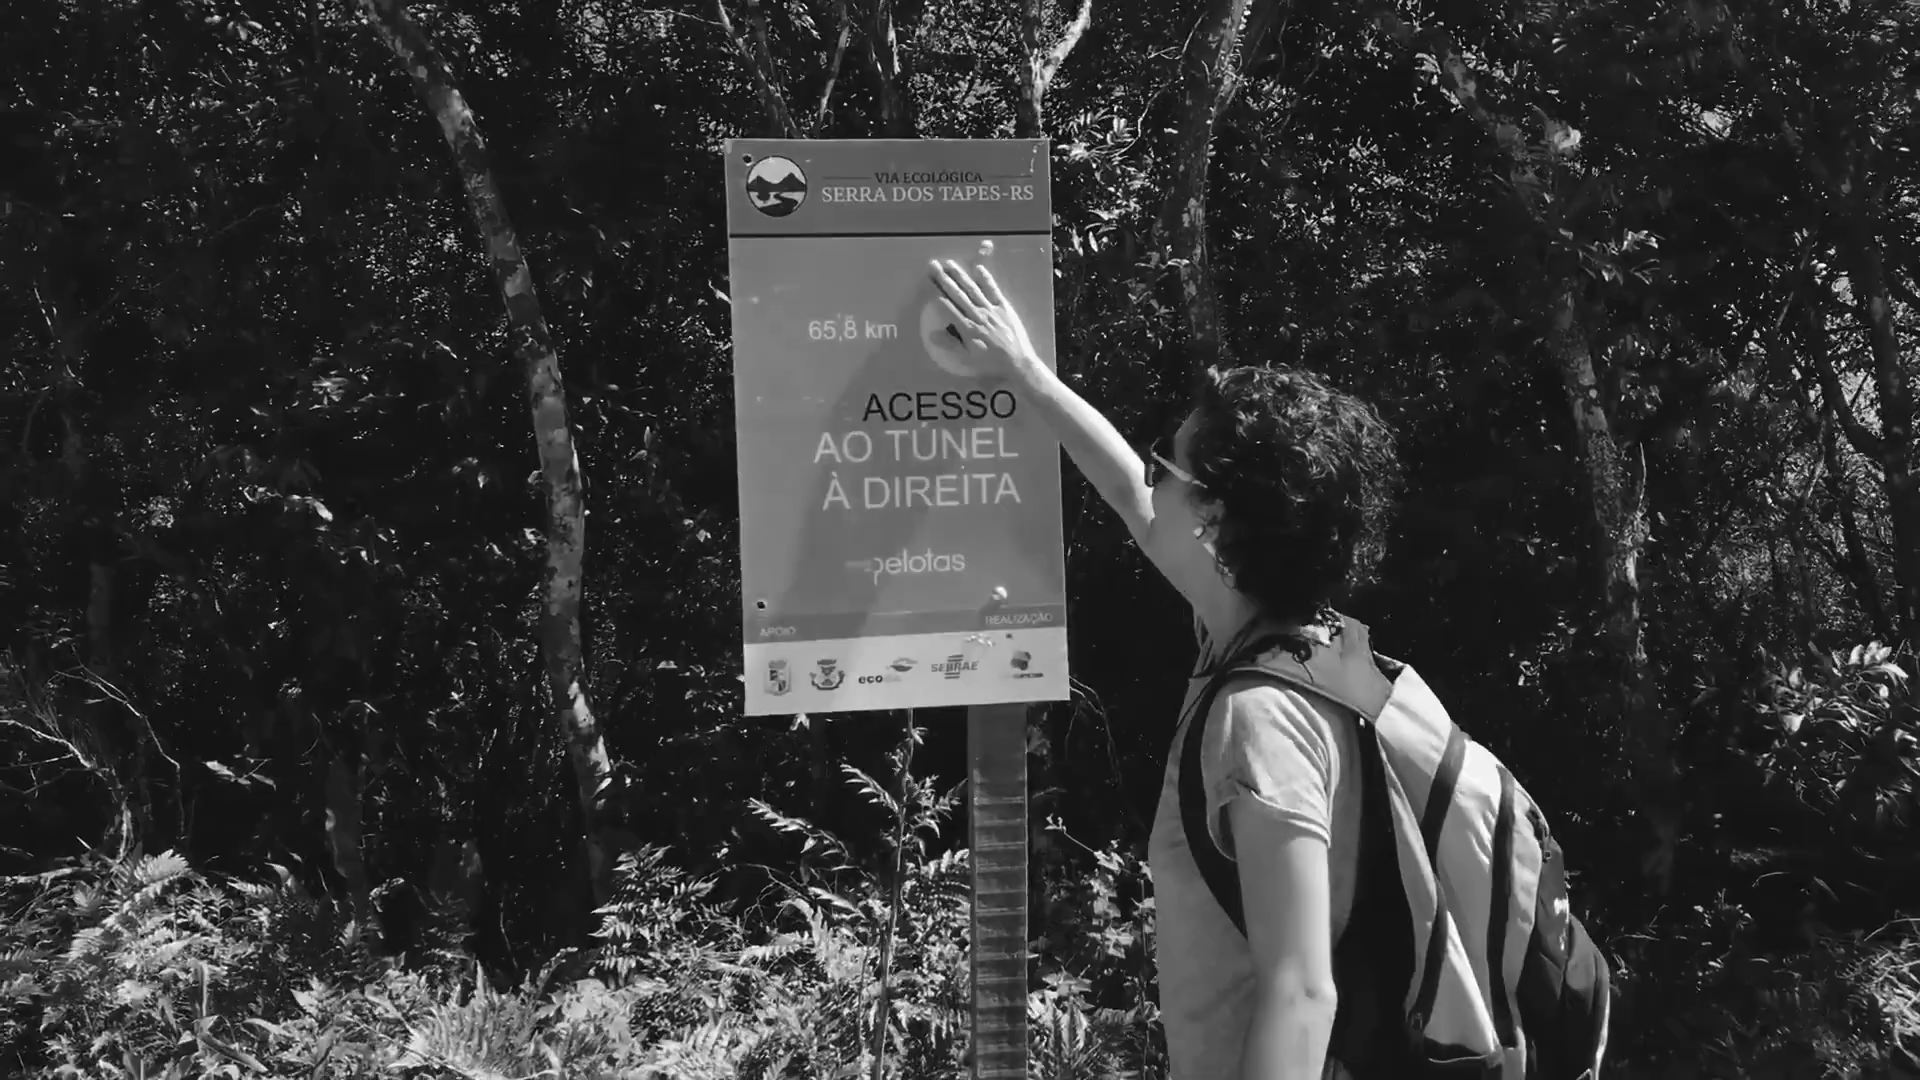 VIA ECOLÓGICA
SERRA DOS TAPES-RS
65,8 km
ACESSO
AO TÚNEL
À DIREITA
pelotas
APOIO
REALIZAÇÃO
SEBRAE